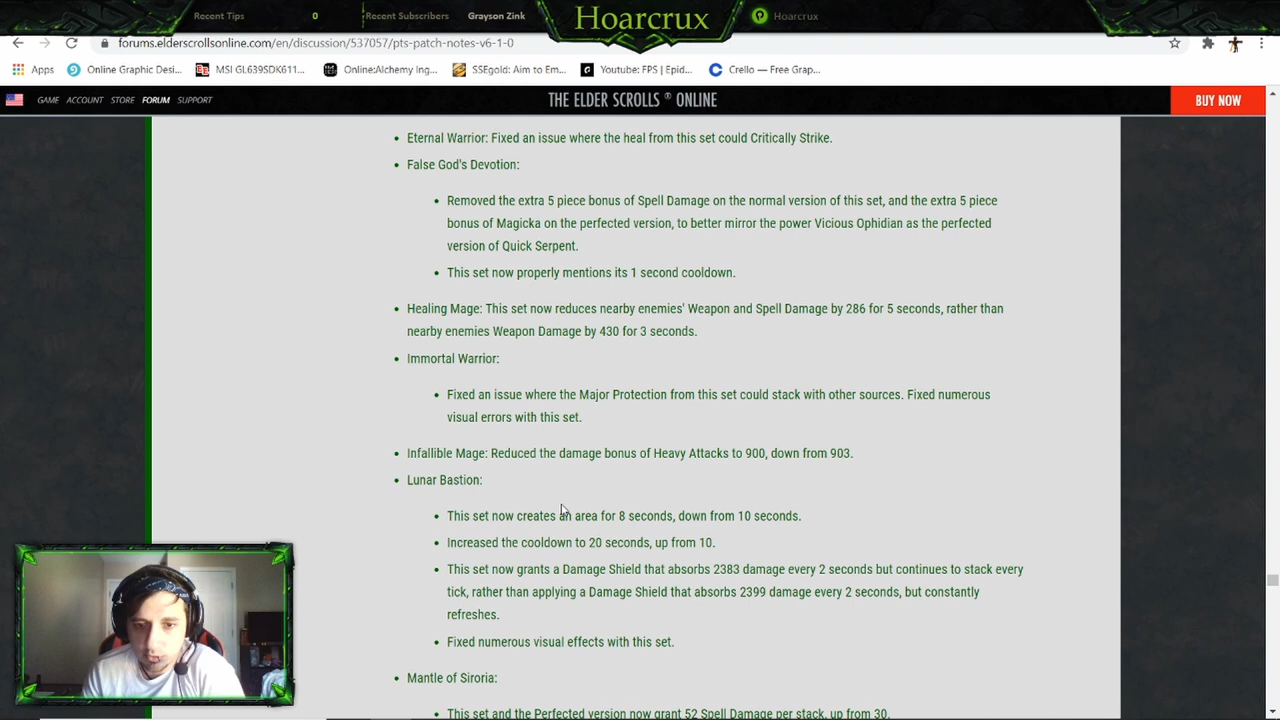 Recent Tips 0 Recent Subscribers Grayson Zink Hoarcrux Hoarcrux
forums.elderscrollsonline.com/en/discussion/537057/pts-patch-notes-v6-1-0
Apps Online Graphic Desi... MSI GL639SDK611... Online:Alchemy Ing... SSEgold: Aim to Em... Youtube: FPS | Epid... Crello — Free Grap...
GAME ACCOUNT STORE FORUM SUPPORT THE ELDER SCROLLS ® ONLINE BUY NOW
• Eternal Warrior: Fixed an issue where the heal from this set could Critically Strike.
• False God's Devotion:
• Removed the extra 5 piece bonus of Spell Damage on the normal version of this set, and the extra 5 piece
bonus of Magicka on the perfected version, to better mirror the power Vicious Ophidian as the perfected
version of Quick Serpent.
• This set now properly mentions its 1 second cooldown.
• Healing Mage: This set now reduces nearby enemies' Weapon and Spell Damage by 286 for 5 seconds, rather than
nearby enemies Weapon Damage by 430 for 3 seconds.
• Immortal Warrior:
• Fixed an issue where the Major Protection from this set could stack with other sources. Fixed numerous
visual errors with this set.
• Infallible Mage: Reduced the damage bonus of Heavy Attacks to 900, down from 903.
• Lunar Bastion:
• This set now creates an area for 8 seconds, down from 10 seconds.
• Increased the cooldown to 20 seconds, up from 10.
• This set now grants a Damage Shield that absorbs 2383 damage every 2 seconds but continues to stack every
tick, rather than applying a Damage Shield that absorbs 2399 damage every 2 seconds, but constantly
refreshes.
• Fixed numerous visual effects with this set.
• Mantle of Siroria:
• This set and the Perfected version now grant 52 Spell Damage per stack, up from 30.